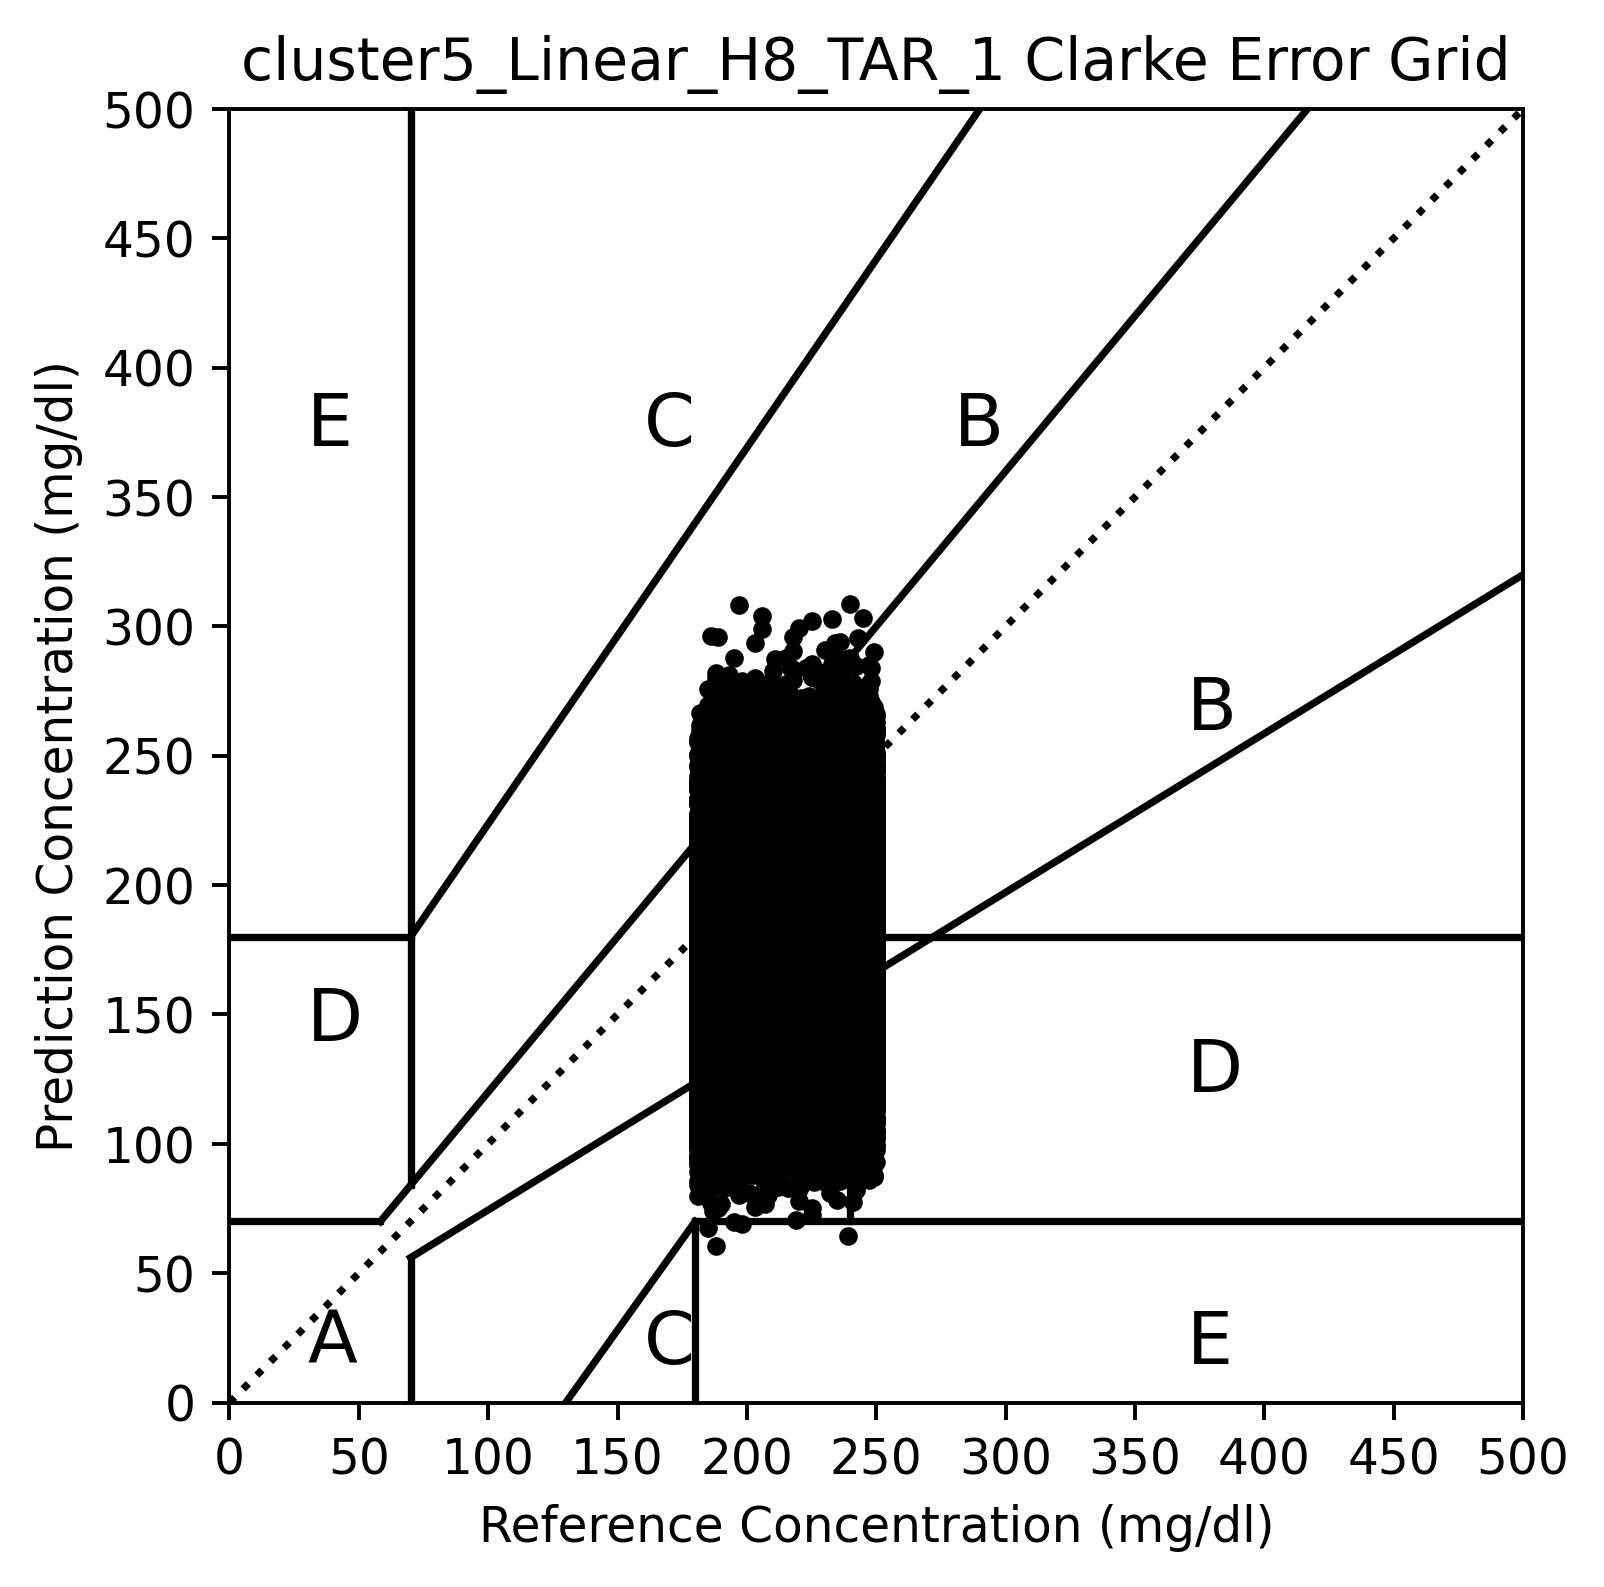 cluster5_Linear_H8_TAR_1 Clarke Error Grid
Prediction Concentration (mg/dl)
500
450
400
350
300
250
200
150
100
50
0
E
C
B
B
D
D
A
C
E
0 50 100 150 200 250 300 350 400 450 500
Reference Concentration (mg/dl)